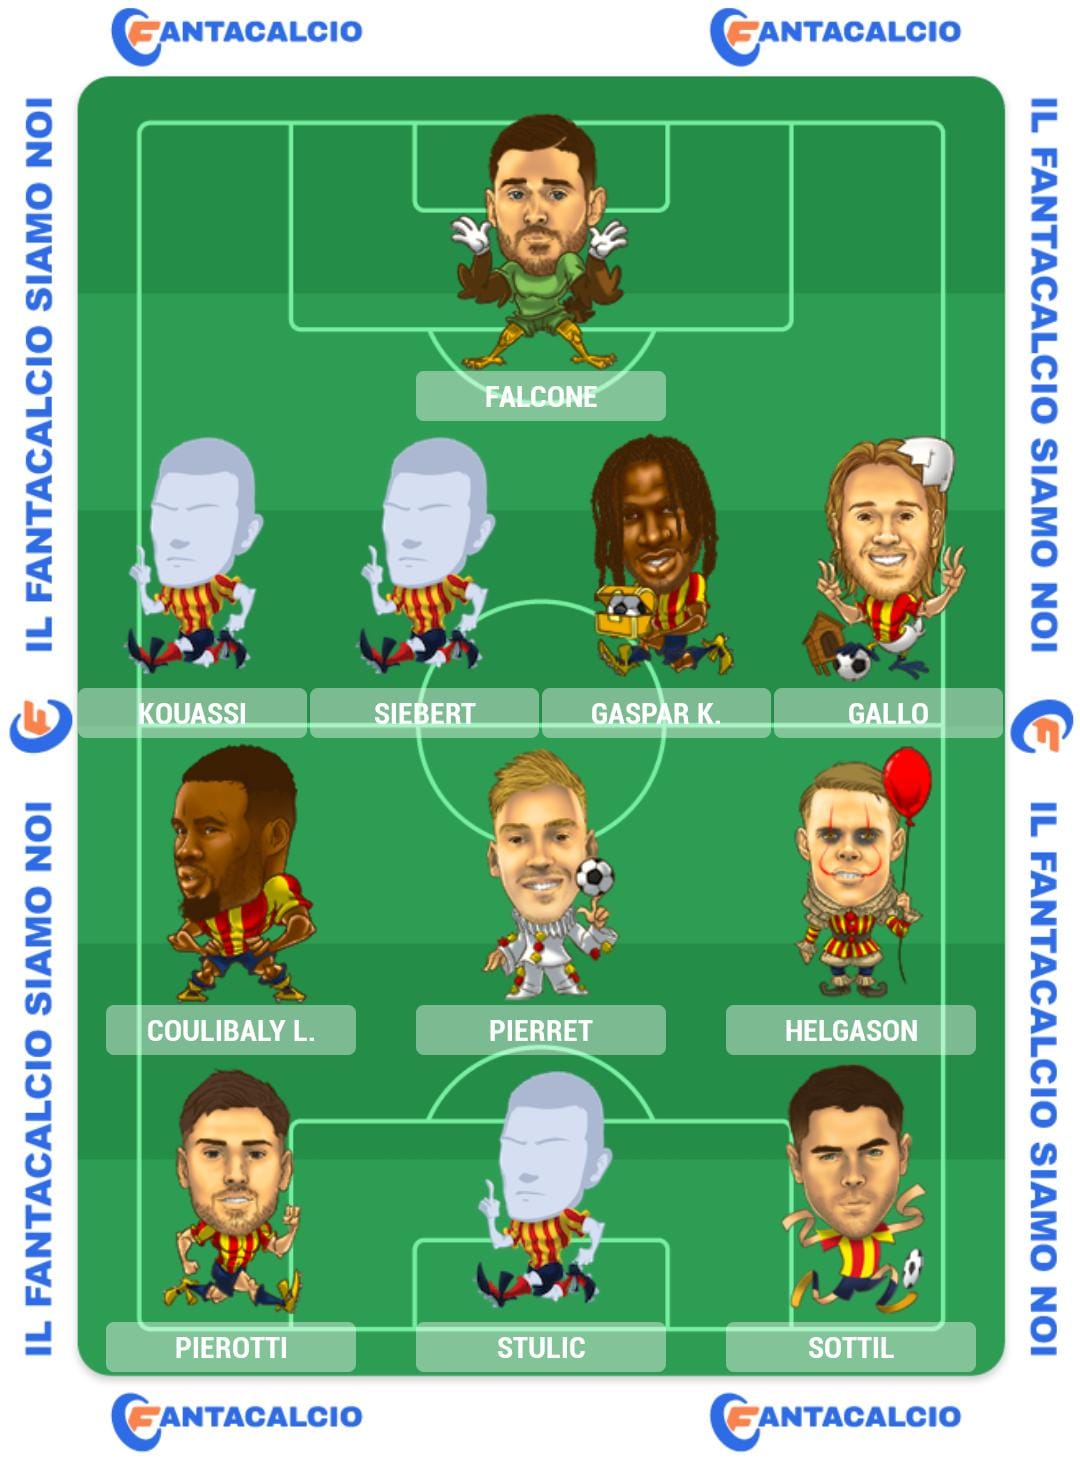 FANTACALCIO
FANTACALCIO
IL FANTACALCIO SIAMO NOI
IL FANTACALCIO SIAMO NOI
FALCONE
KOUASSI
SIEBERT
GASPAR K.
GALLO
COULIBALY L.
PIERRET
HELGASON
IL FANTACALCIO SIAMO NOI
IL FANTACALCIO SIAMO NOI
PIEROTTI
STULIC
SOTTIL
FANTACALCIO
FANTACALCIO